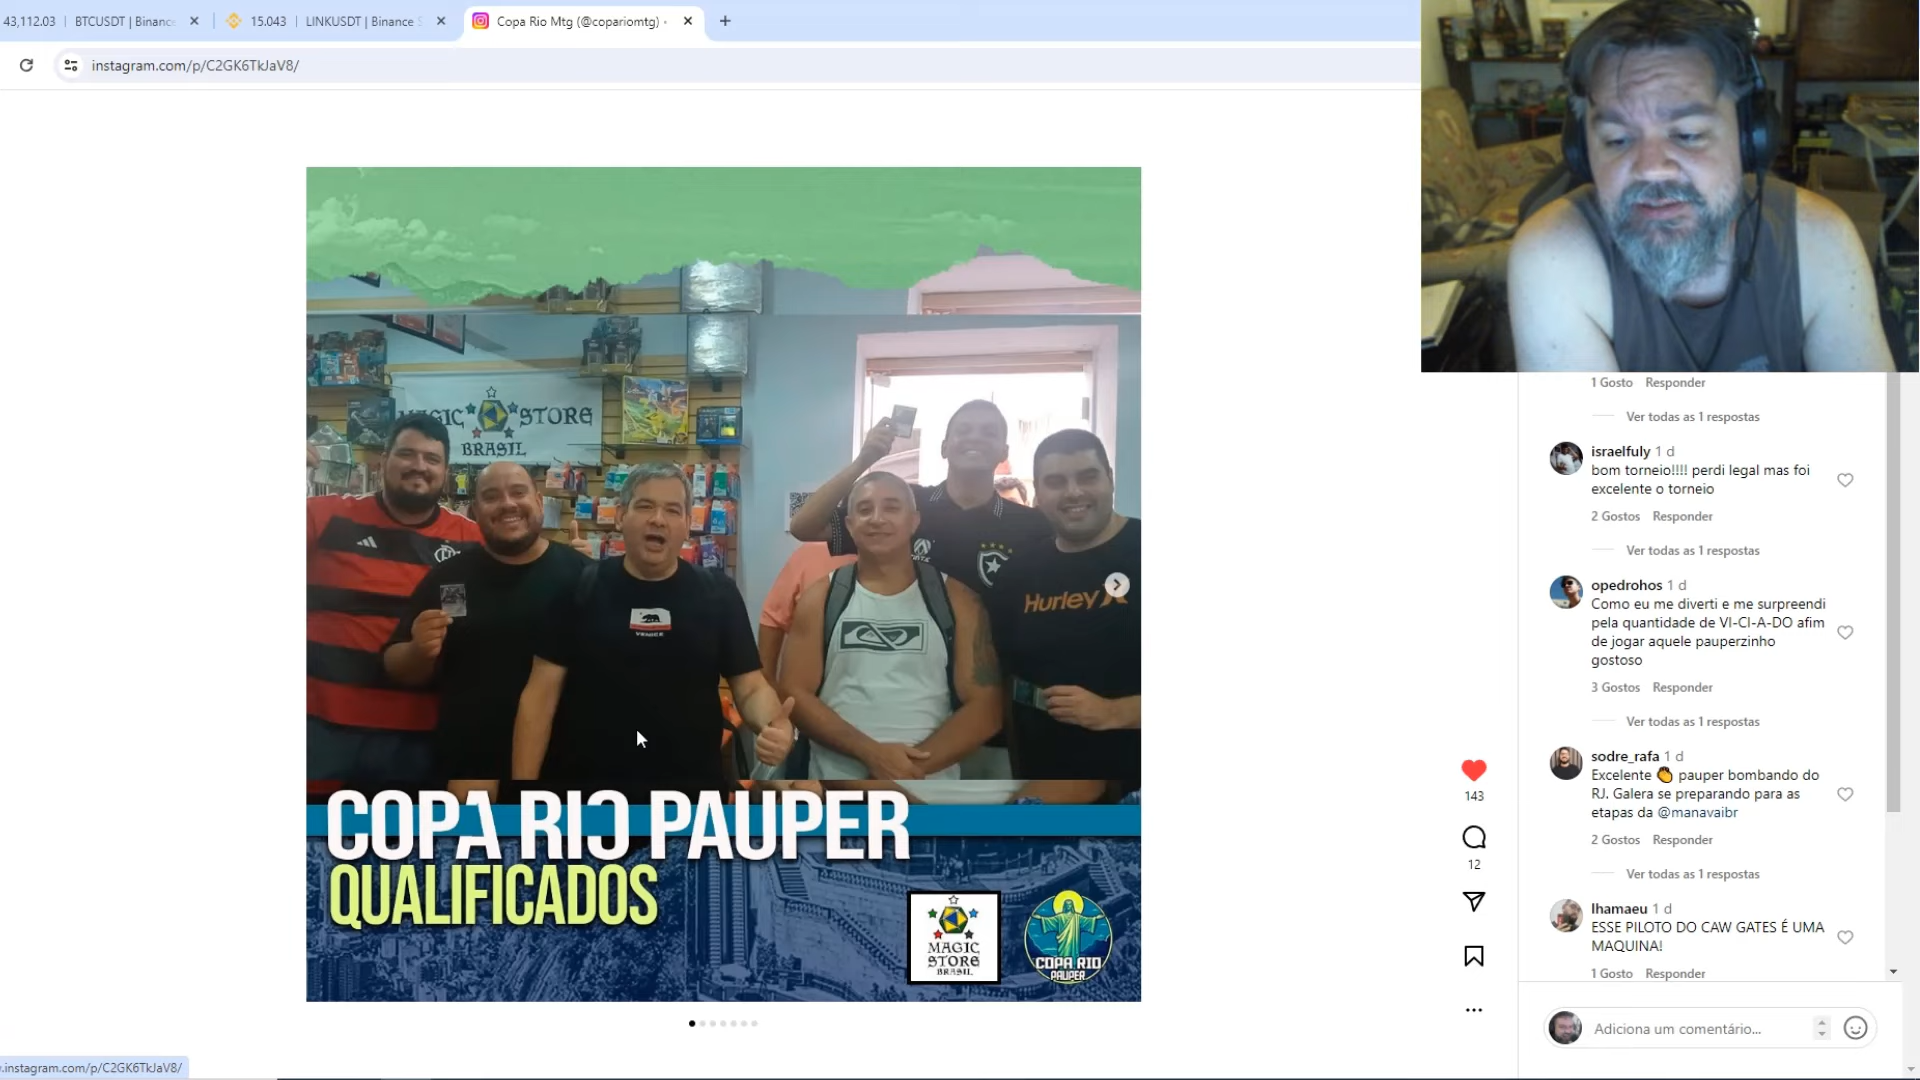 43,112.03 | BTCUSDT | Binanc
15.043 | LINKUSDT | Binance S
Copa Rio Mtg (@copariomtg) •
instagram.com/p/C2GK6TkJaV8/
MAGIC STORE
BRASIL
Hurley
COPA RIO PAUPER
QUALIFICADOS
MAGIC
STORE
BRASIL
COPA RIO
PAUPER
143
12
1 Gosto Responder
Ver todas as 1 respostas
israelfuly 1 d
bom torneio!!!! perdi legal mas foi
excelente o torneio
2 Gostos Responder
Ver todas as 1 respostas
opedrohos 1 d
Como eu me diverti e me surpreendi
pela quantidade de VI-CI-A-DO afim
de jogar aquele pauperzinho
gostoso
3 Gostos Responder
Ver todas as 1 respostas
sodre_rafa 1 d
Excelente 👏 pauper bombando do
RJ. Galera se preparando para as
etapas da @manavaibr
2 Gostos Responder
Ver todas as 1 respostas
lhamaeu 1 d
ESSE PILOTO DO CAW GATES É UMA
MAQUINA!
1 Gosto Responder
Adiciona um comentário...
.instagram.com/p/C2GK6TkJaV8/